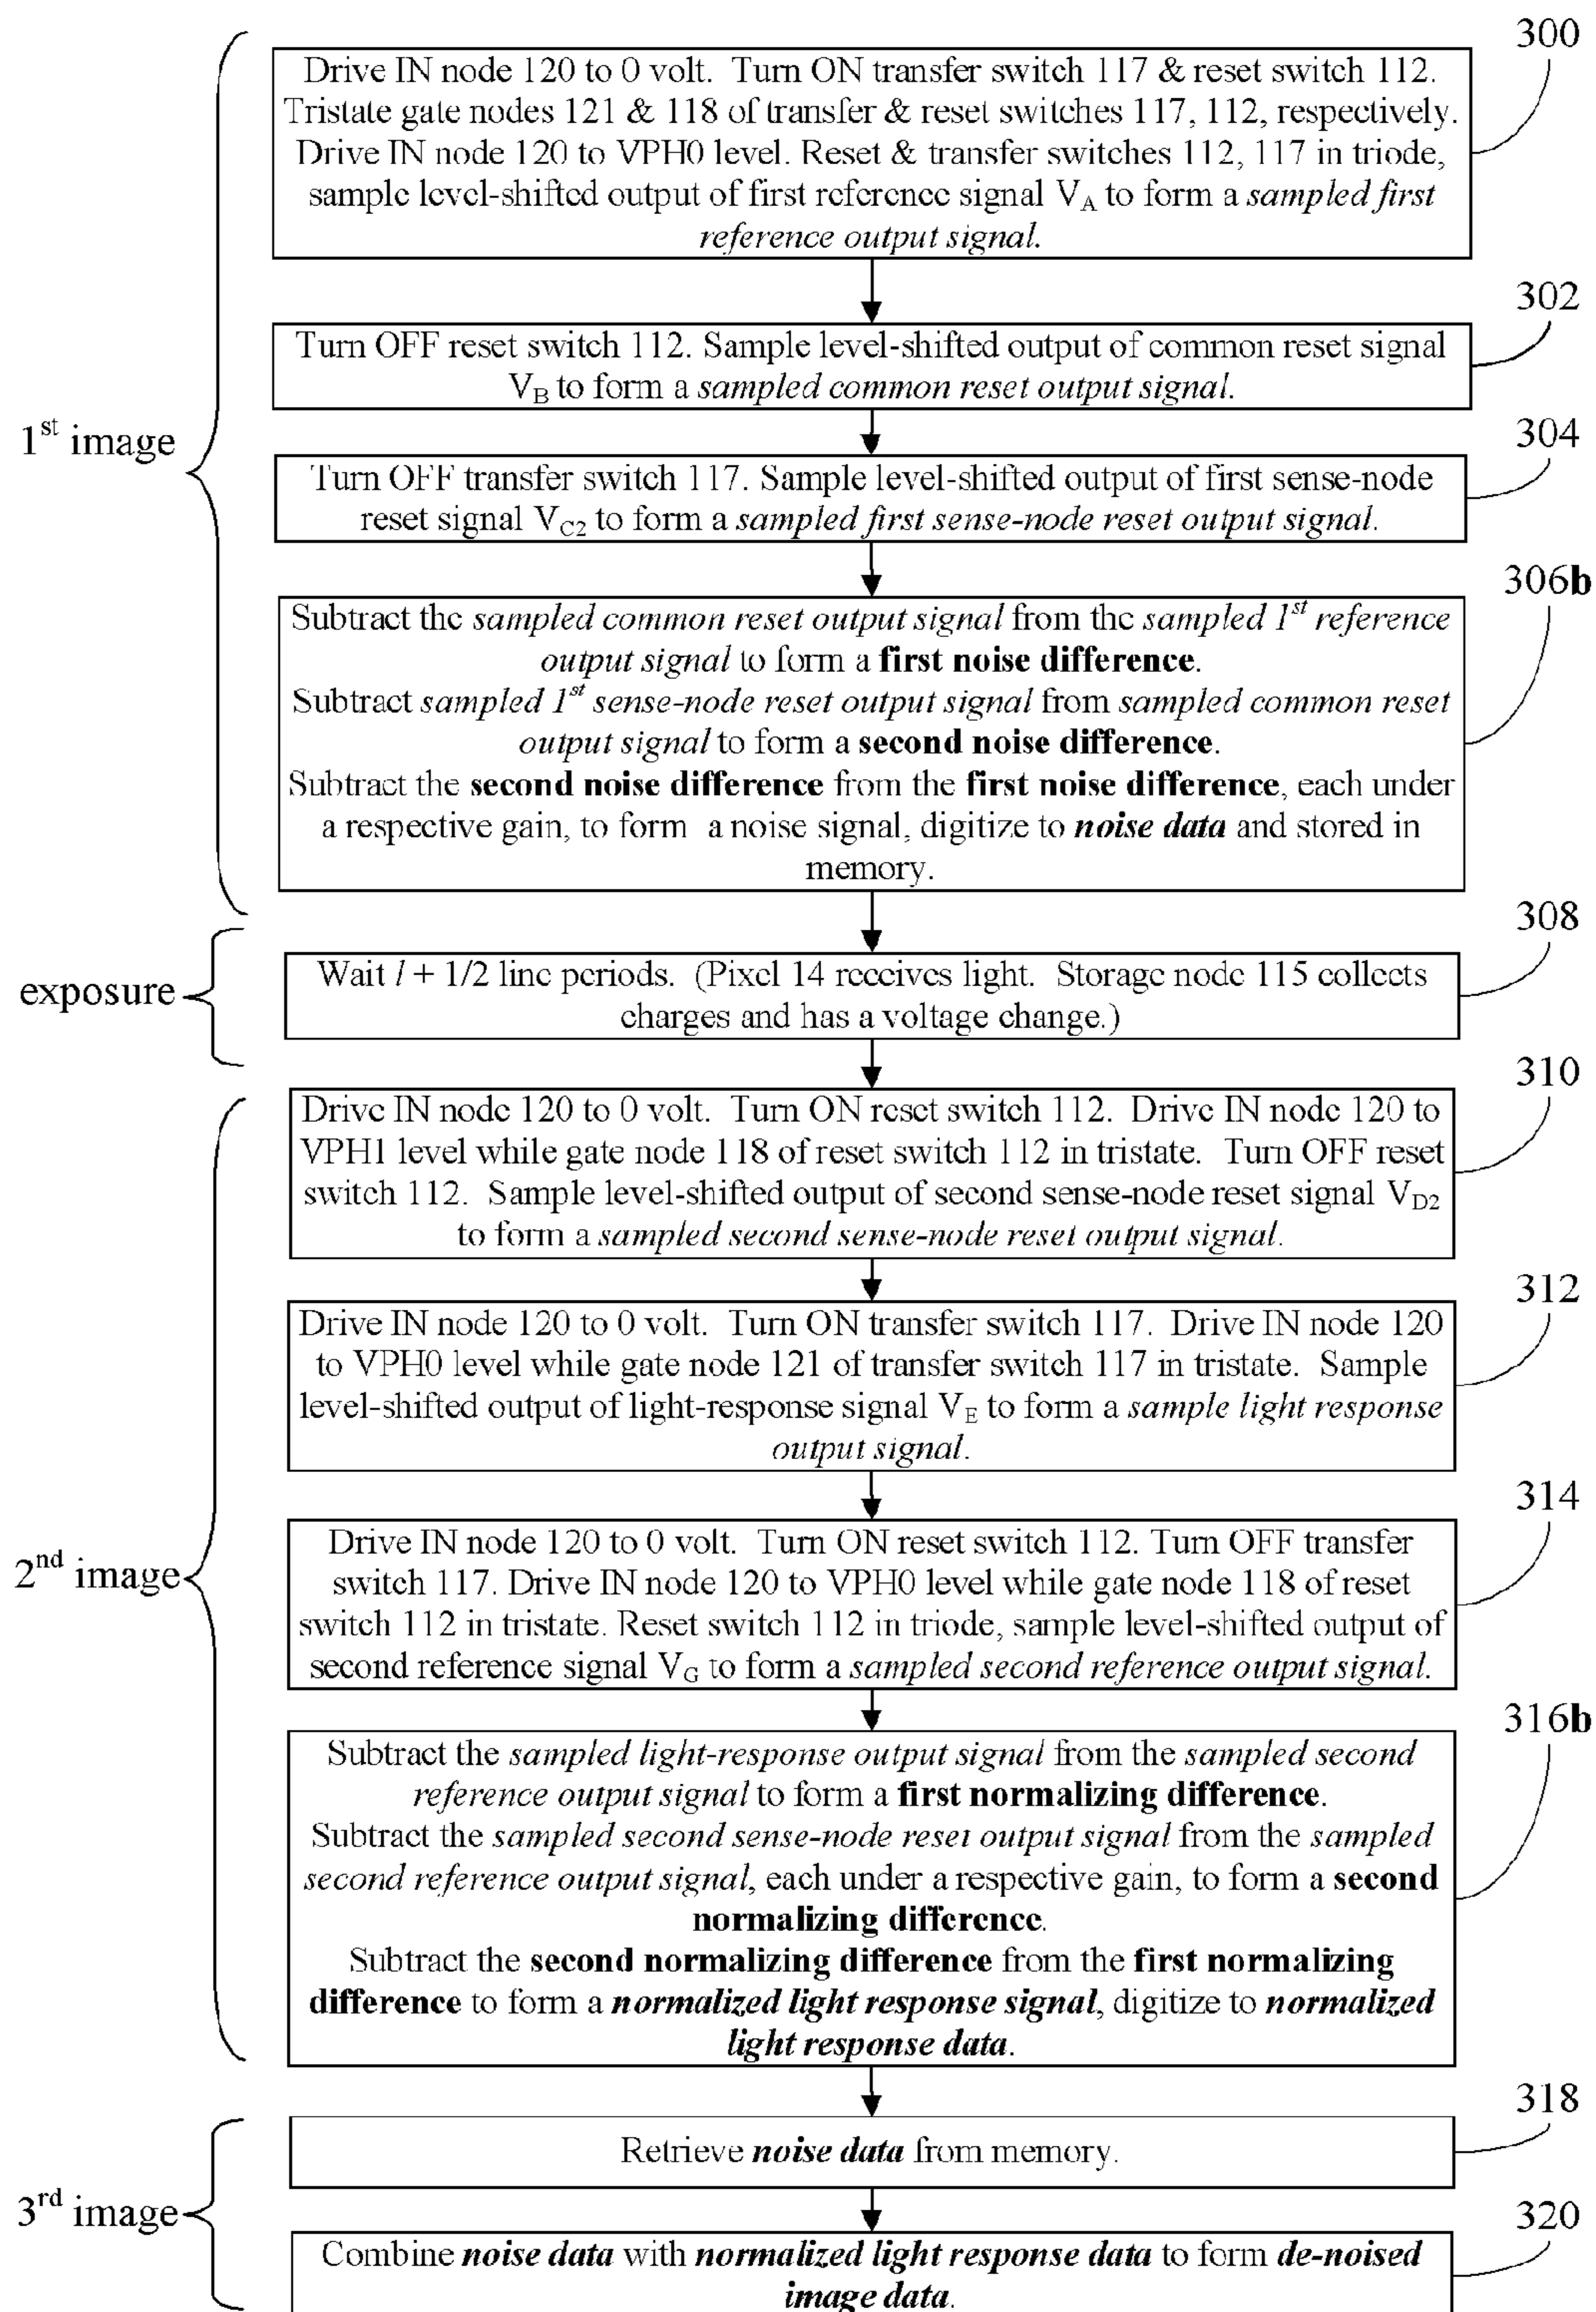 300
Drive IN node 120 to 0 volt. Turn ON transfer switch 117 & reset switch 112.
Tristate gate nodes 121 & 118 of transfer & reset switches 117, 112, respectively.
Drive IN node 120 to VPH0 level. Reset & transfer switches 112, 117 in triode,
sample level-shifted output of first reference signal VA to form a sampled first
reference output signal.
302
Turn OFF reset switch 112. Sample level-shifted output of common reset signal
VB to form a sampled common reset output signal.
304
1st image
Turn OFF transfer switch 117. Sample level-shifted output of first sense-node
reset signal VC2 to form a sampled first sense-node reset output signal.
306b
Subtract the sampled common reset output signal from the sampled 1st reference
output signal to form a first noise difference.
Subtract sampled 1st sense-node reset output signal from sampled common reset
output signal to form a second noise difference.
Subtract the second noise difference from the first noise difference, each under
a respective gain, to form a noise signal, digitize to noise data and stored in
memory.
308
exposure
Wait l + 1/2 line periods. (Pixel 14 receives light. Storage node 115 collects
charges and has a voltage change.)
310
Drive IN node 120 to 0 volt. Turn ON reset switch 112. Drive IN node 120 to
VPH1 level while gate node 118 of reset switch 112 in tristate. Turn OFF reset
switch 112. Sample level-shifted output of second sense-node reset signal VD2
to form a sampled second sense-node reset output signal.
312
Drive IN node 120 to 0 volt. Turn ON transfer switch 117. Drive IN node 120
to VPH0 level while gate node 121 of transfer switch 117 in tristate. Sample
level-shifted output of light-response signal VE to form a sample light response
output signal.
314
2nd image
Drive IN node 120 to 0 volt. Turn ON reset switch 112. Turn OFF transfer
switch 117. Drive IN node 120 to VPH0 level while gate node 118 of reset
switch 112 in tristate. Reset switch 112 in triode, sample level-shifted output of
second reference signal VG to form a sampled second reference output signal.
316b
Subtract the sampled light-response output signal from the sampled second
reference output signal to form a first normalizing difference.
Subtract the sampled second sense-node reset output signal from the sampled
second reference output signal, each under a respective gain, to form a second
normalizing difference.
Subtract the second normalizing difference from the first normalizing
difference to form a normalized light response signal, digitize to normalized
light response data.
318
3rd image
Retrieve noise data from memory.
320
Combine noise data with normalized light response data to form de-noised
image data.